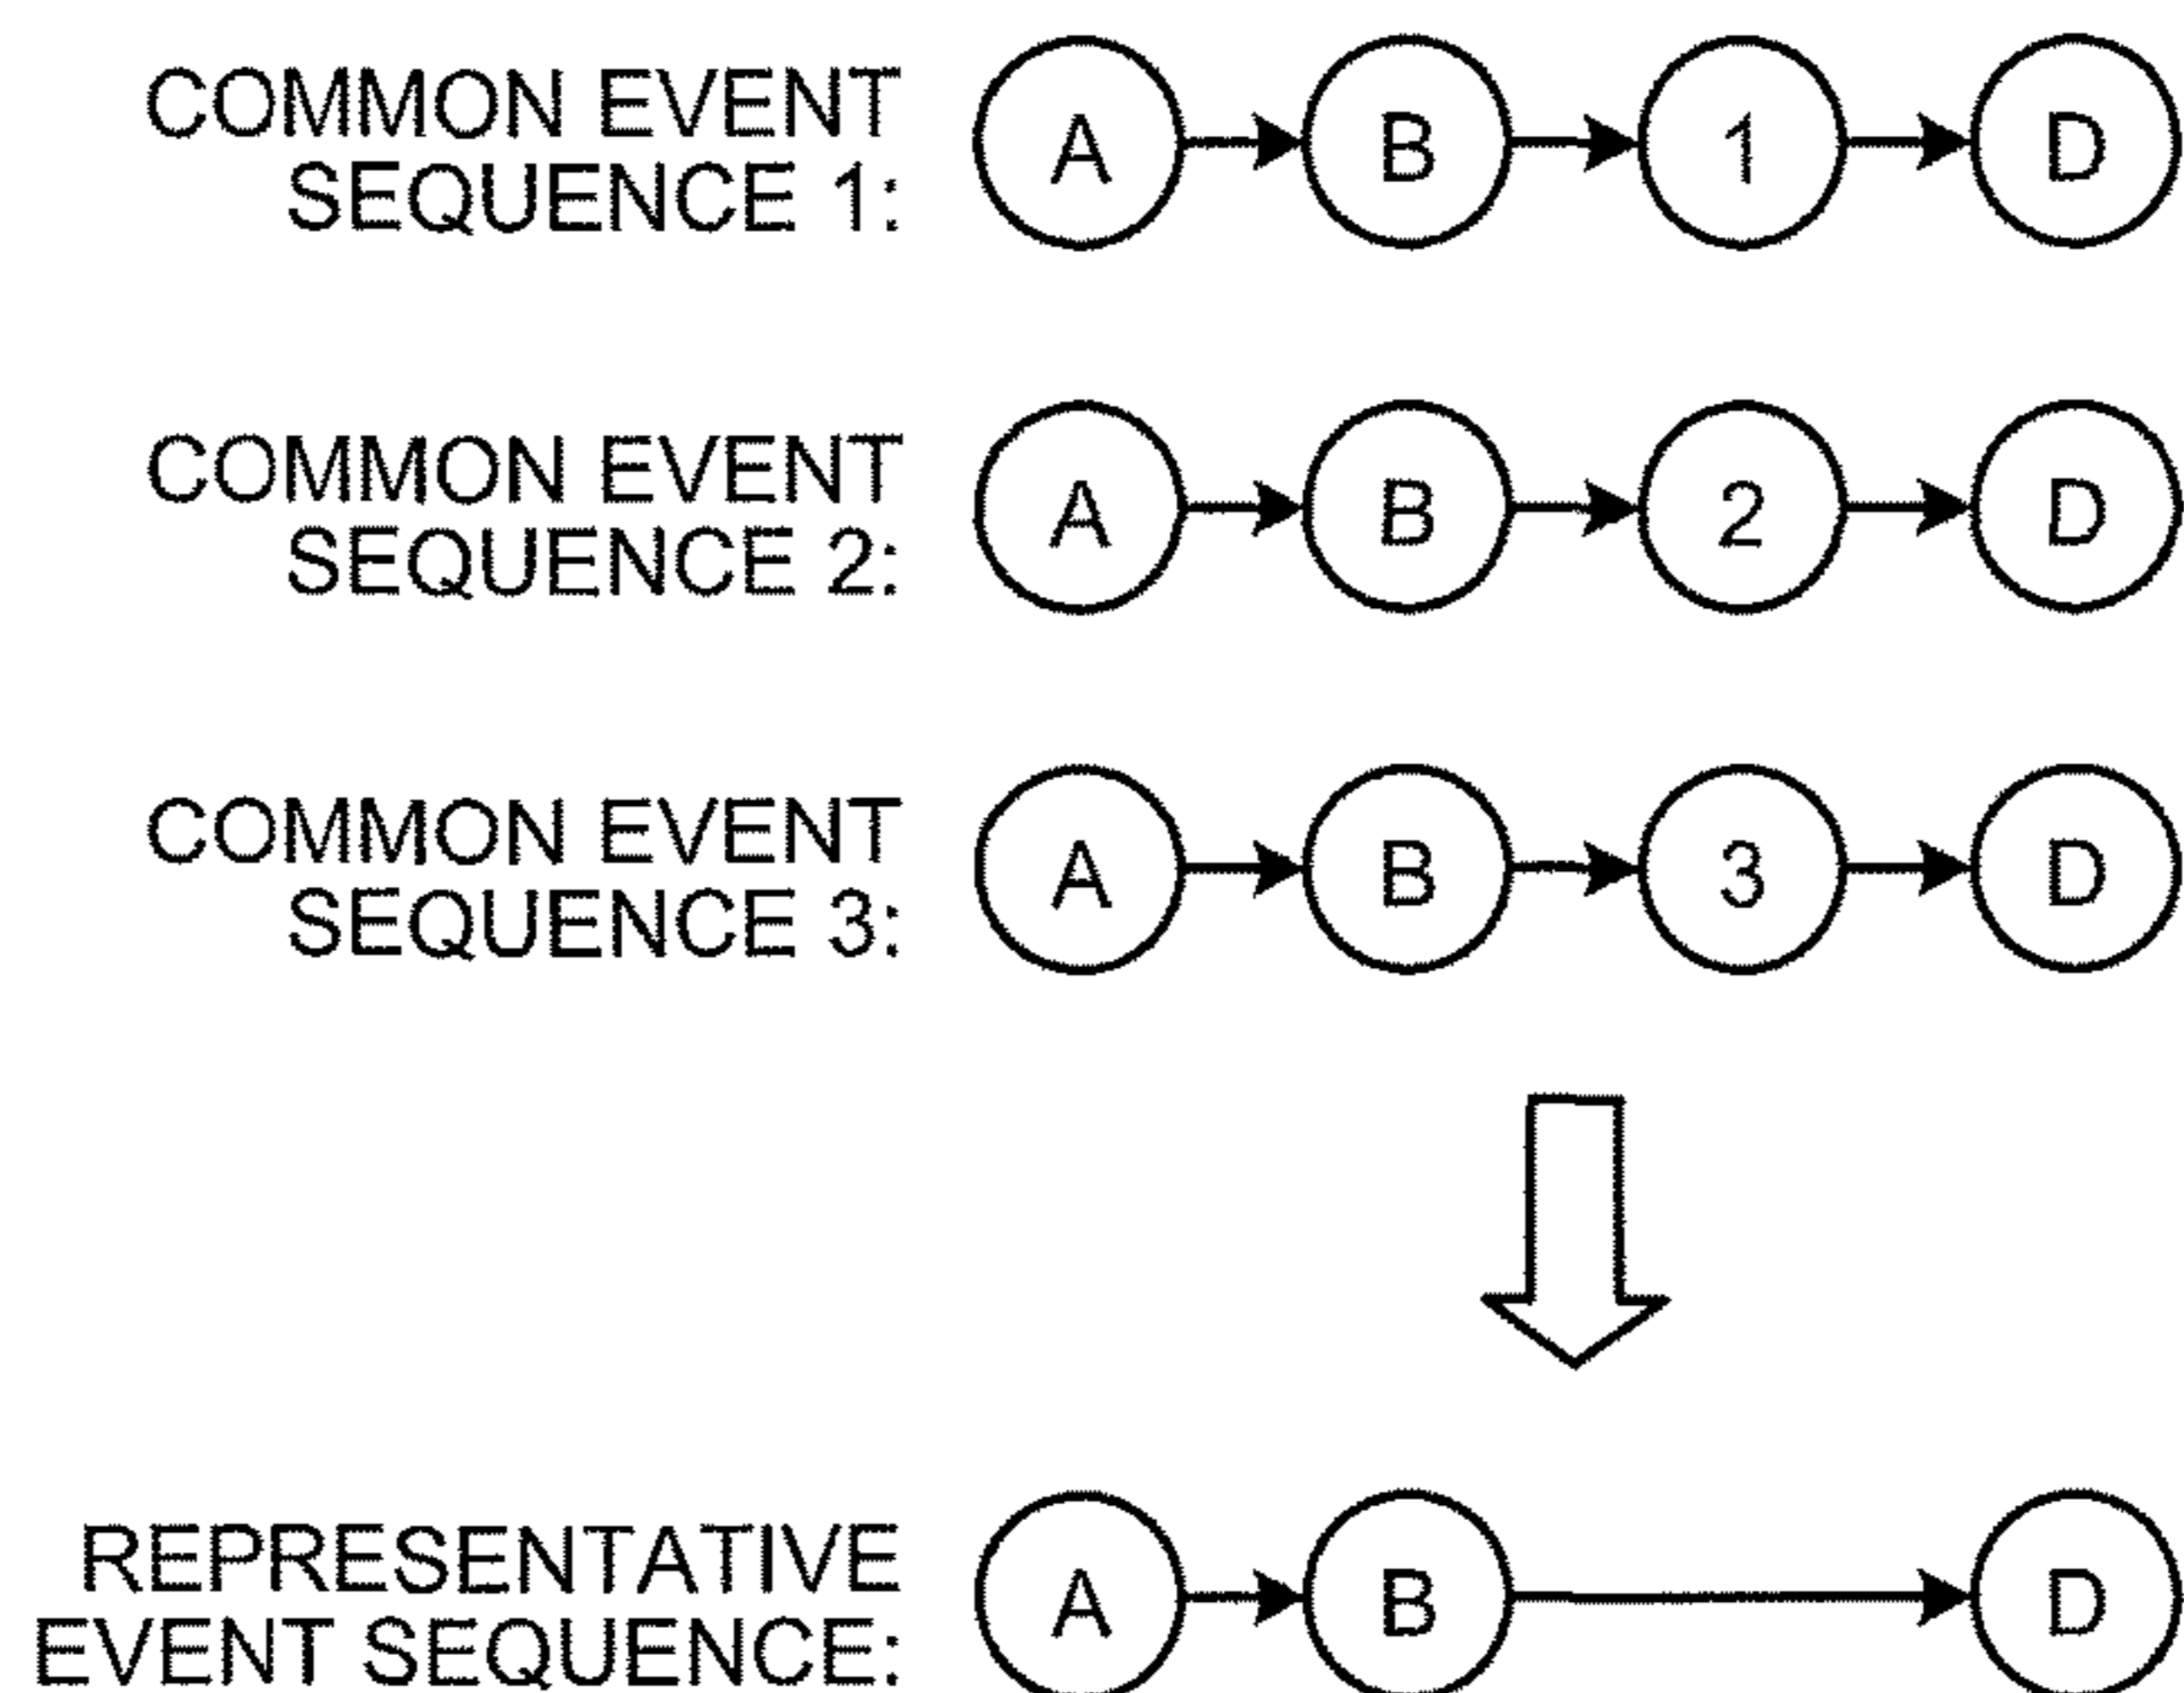 COMMON EVENT
SEQUENCE 1:
A B 1 D
COMMON EVENT
SEQUENCE 2:
A B 2 D
COMMON EVENT
SEQUENCE 3:
A B 3 D
REPRESENTATIVE
EVENT SEQUENCE:
A B D